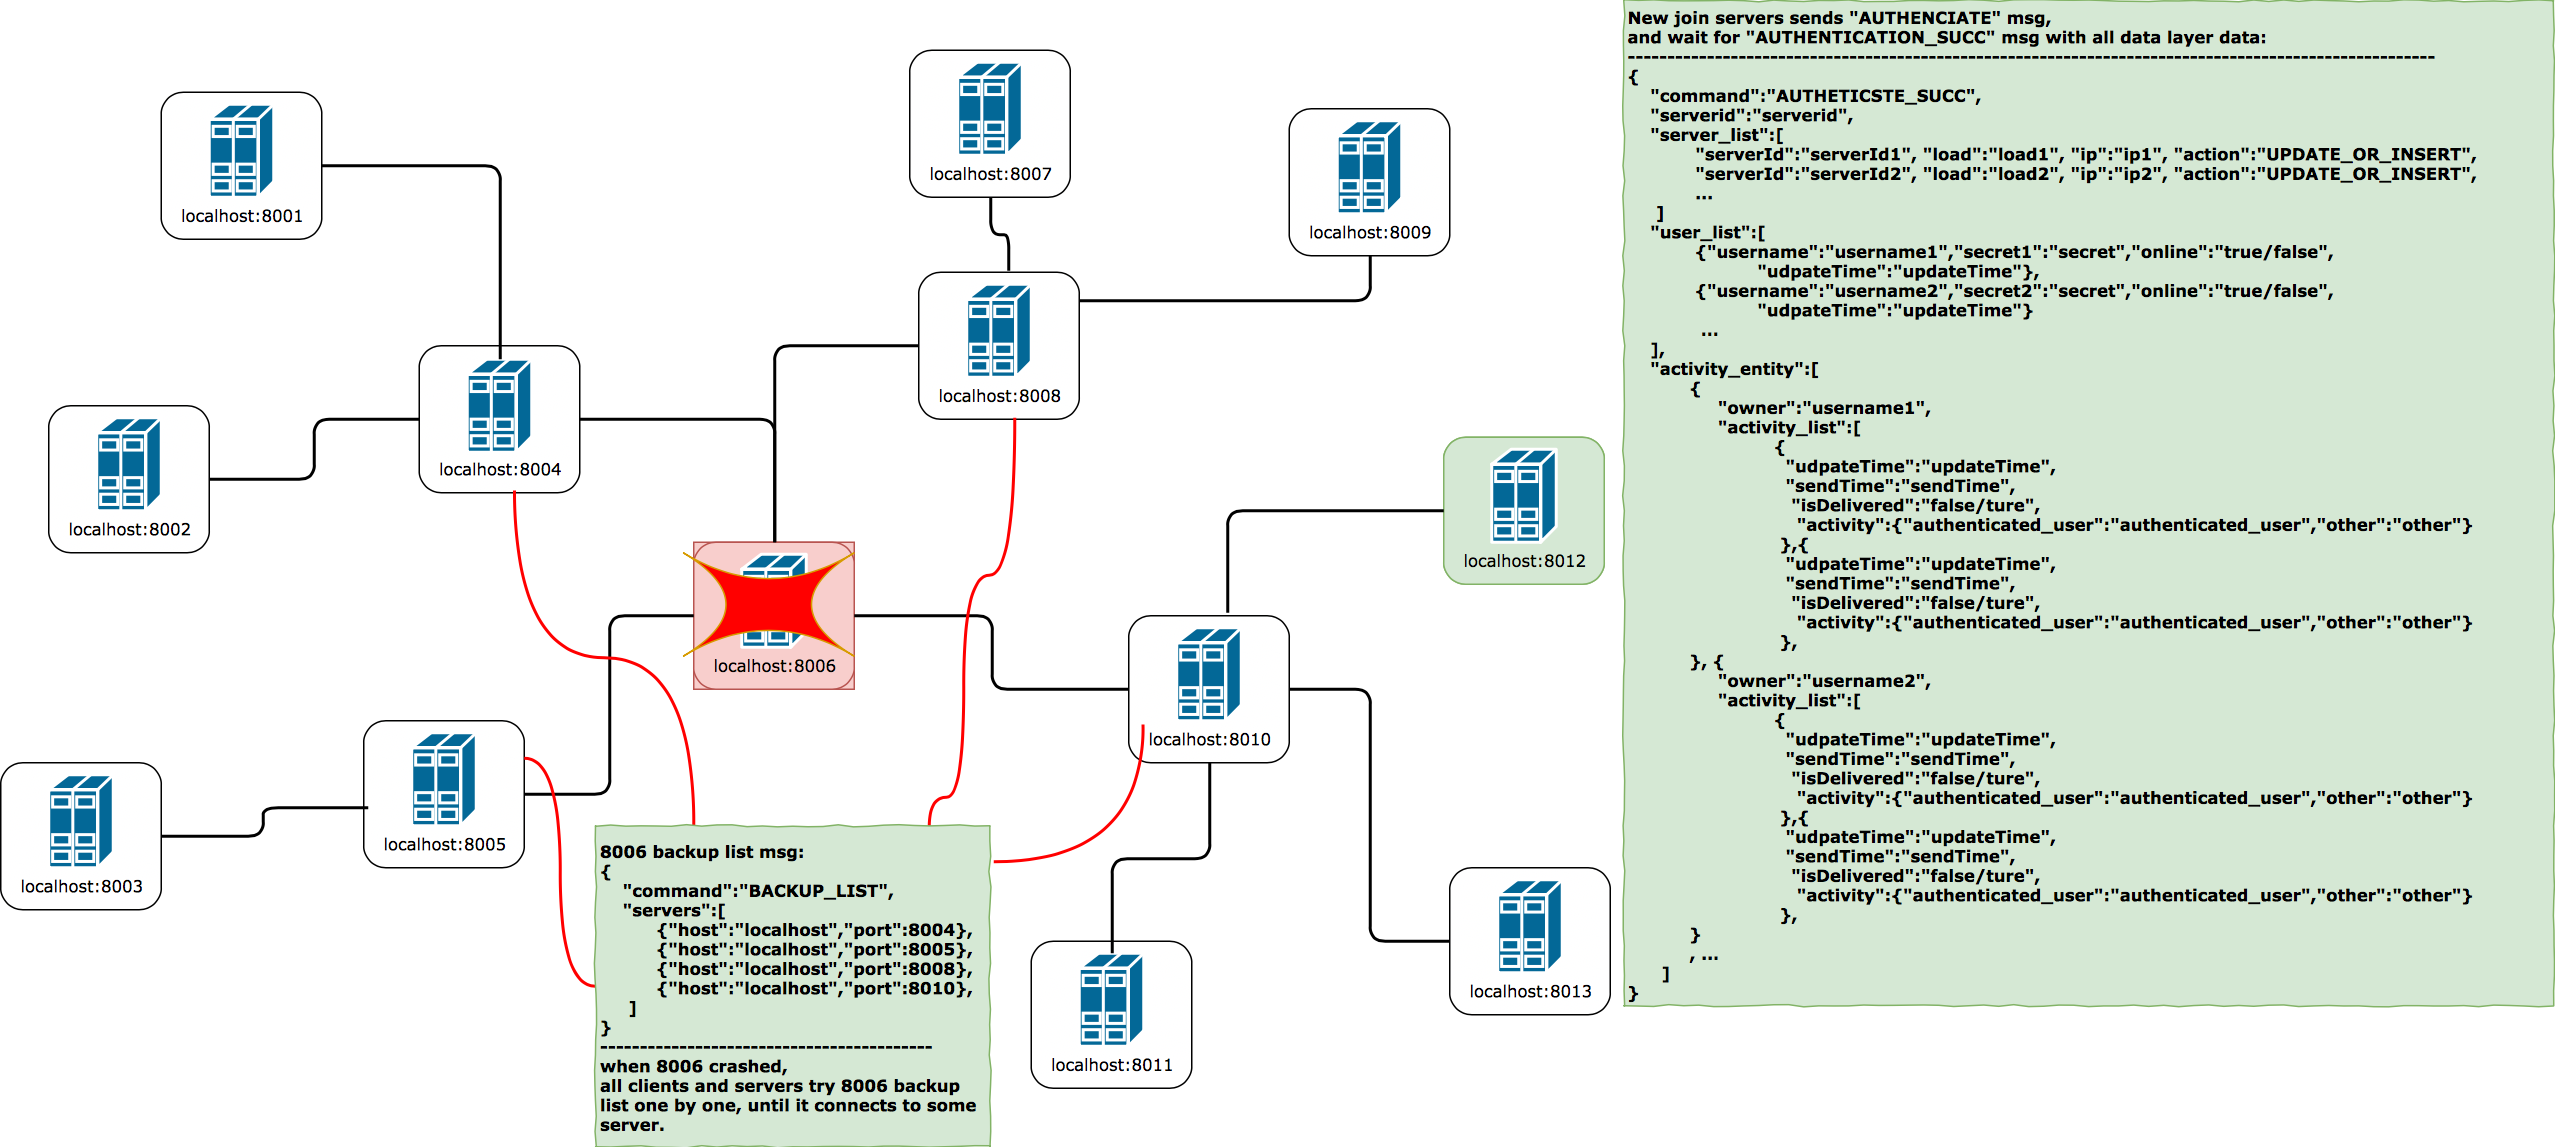 New join servers sends "AUTHENCIATE" msg,
and wait for "AUTHENTICATION_SUCC" msg with all data layer data:
------------------------------------------------------------------------------------------------------
{
"command":"AUTHETICSTE_SUCC",
"serverid":"serverid",
"server_list":[
"serverId":"serverId1", "load":"load1", "ip":"ip1", "action":"UPDATE_OR_INSERT",
"serverId":"serverId2", "load":"load2", "ip":"ip2", "action":"UPDATE_OR_INSERT",
...
]
"user_list":[
{"username":"username1","secret1":"secret","online":"true/false",
"udpateTime":"updateTime"},
{"username":"username2","secret2":"secret","online":"true/false",
"udpateTime":"updateTime"}
...
],
"activity_entity":[
{
"owner":"username1",
"activity_list":[
{
"udpateTime":"updateTime",
"sendTime":"sendTime",
"isDelivered":"false/ture",
"activity":{"authenticated_user":"authenticated_user","other":"other"}
},{
"udpateTime":"updateTime",
"sendTime":"sendTime",
"isDelivered":"false/ture",
"activity":{"authenticated_user":"authenticated_user","other":"other"}
},
}, {
"owner":"username2",
"activity_list":[
{
"udpateTime":"updateTime",
"sendTime":"sendTime",
"isDelivered":"false/ture",
"activity":{"authenticated_user":"authenticated_user","other":"other"}
},{
"udpateTime":"updateTime",
"sendTime":"sendTime",
"isDelivered":"false/ture",
"activity":{"authenticated_user":"authenticated_user","other":"other"}
},
}
, ...
]
}
localhost:8007
localhost:8001
localhost:8009
localhost:8008
localhost:8004
localhost:8002
localhost:8012
localhost:8006
localhost:8010
localhost:8005
localhost:8003
localhost:8013
localhost:8011
8006 backup list msg:
{
"command":"BACKUP_LIST",
"servers":[
{"host":"localhost","port":8004},
{"host":"localhost","port":8005},
{"host":"localhost","port":8008},
{"host":"localhost","port":8010},
]
}
------------------------------------------
when 8006 crashed,
all clients and servers try 8006 backup
list one by one, until it connects to some
server.